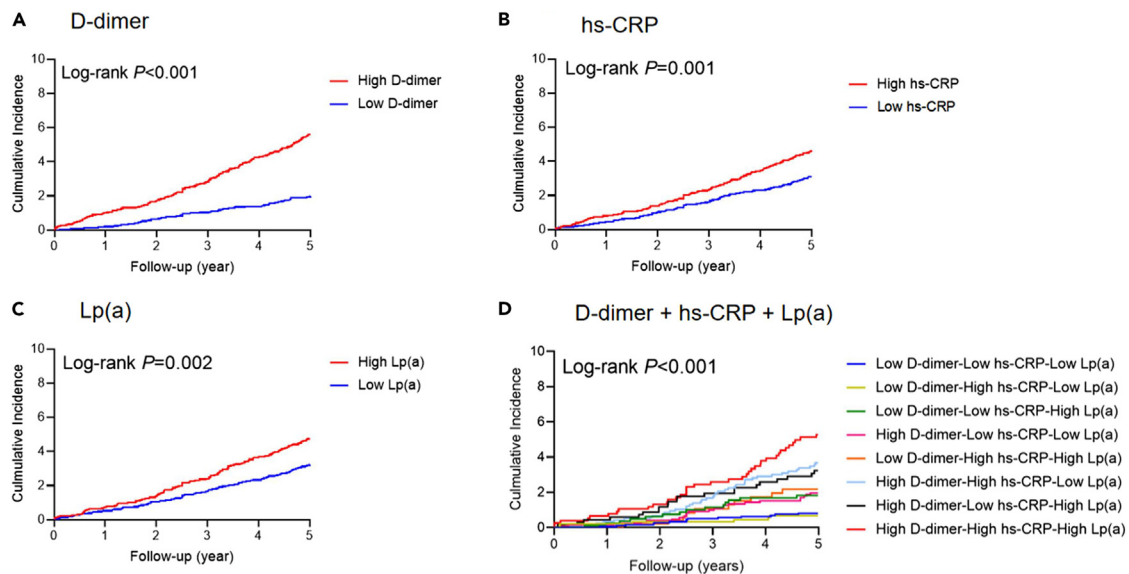 A D-dimer
10
8
6
4
2
0
Culmulative Incidence
Log-rank P<0.001
High D-dimer
Low D-dimer
0 1 2 3 4 5
Follow-up (year)
B hs-CRP
10
8
6
4
2
0
Culmulative Incidence
Log-rank P=0.001
High hs-CRP
Low hs-CRP
0 1 2 3 4 5
Follow-up (year)
C Lp(a)
10
8
6
4
2
0
Culmulative Incidence
Log-rank P=0.002
High Lp(a)
Low Lp(a)
0 1 2 3 4 5
Follow-up (year)
D D-dimer + hs-CRP + Lp(a)
10
8
6
4
2
0
Culmulative Incidence
Log-rank P<0.001
Low D-dimer-Low hs-CRP-Low Lp(a)
Low D-dimer-High hs-CRP-Low Lp(a)
Low D-dimer-Low hs-CRP-High Lp(a)
High D-dimer-Low hs-CRP-Low Lp(a)
Low D-dimer-High hs-CRP-High Lp(a)
High D-dimer-High hs-CRP-Low Lp(a)
High D-dimer-Low hs-CRP-High Lp(a)
High D-dimer-High hs-CRP-High Lp(a)
0 1 2 3 4 5
Follow-up (years)